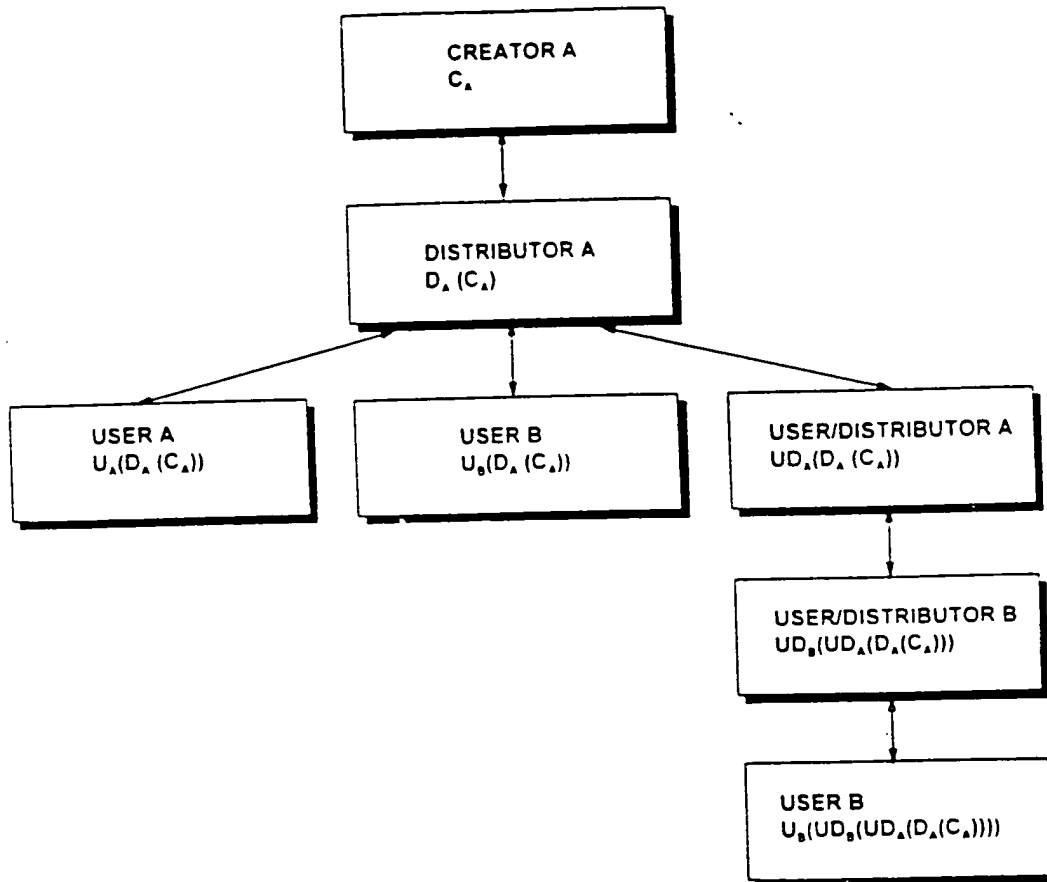 CREATOR A
C_A
DISTRIBUTOR A
D_A (C_A)
USER A
U_A(D_A (C_A))
USER B
U_B(D_A (C_A))
USER/DISTRIBUTOR A
UD_A(D_A (C_A))
USER/DISTRIBUTOR B
UD_B(UD_A(D_A(C_A)))
USER B
U_B(UD_B(UD_A(D_A(C_A))))